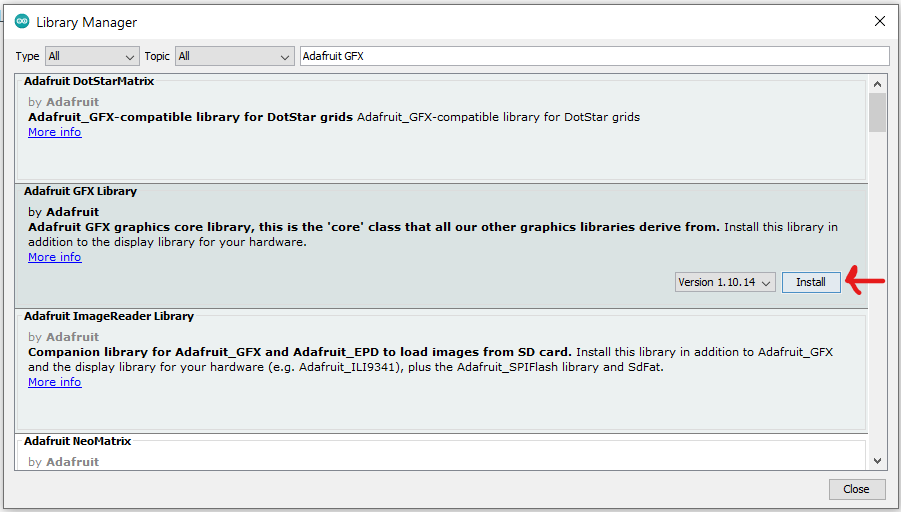 Library Manager
Type All Topic All Adafruit GFX
Adafruit DotStarMatrix
by Adafruit
Adafruit_GFX-compatible library for DotStar grids Adafruit_GFX-compatible library for DotStar grids
More info
Adafruit GFX Library
by Adafruit
Adafruit GFX graphics core library, this is the 'core' class that all our other graphics libraries derive from. Install this library in
addition to the display library for your hardware.
More info
Version 1.10.14 Install
Adafruit ImageReader Library
by Adafruit
Companion library for Adafruit_GFX and Adafruit_EPD to load images from SD card. Install this library in addition to Adafruit_GFX
and the display library for your hardware (e.g. Adafruit_ILI9341), plus the Adafruit_SPIFlash library and SdFat.
More info
Adafruit NeoMatrix
by Adafruit
Close